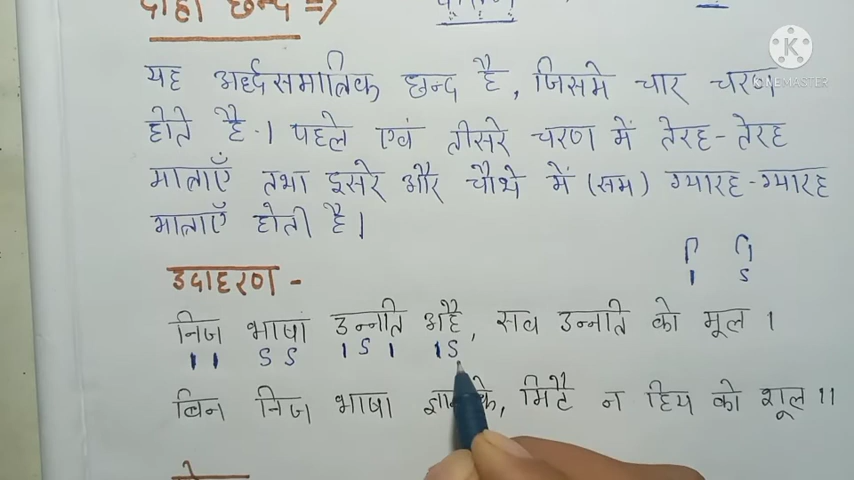 दोहा छन्द ⇒
यह अर्द्धसमात्रिक छन्द है, जिसमे चार चरण
होते है। पहले एवं तीसरे चरण में तेरह-तेरह
मात्राएँ तथा दूसरे और चौथे में (सम) ग्यारह-ग्यारह
मात्राएँ होती है।
उदाहरण -
। S
निज भाषा उन्नति अहै, सब उन्नति को मूल ।
। । S S । S । । S
बिन निज भाषा के, मिटै न हिय को शूल ॥
K
KINEMASTER